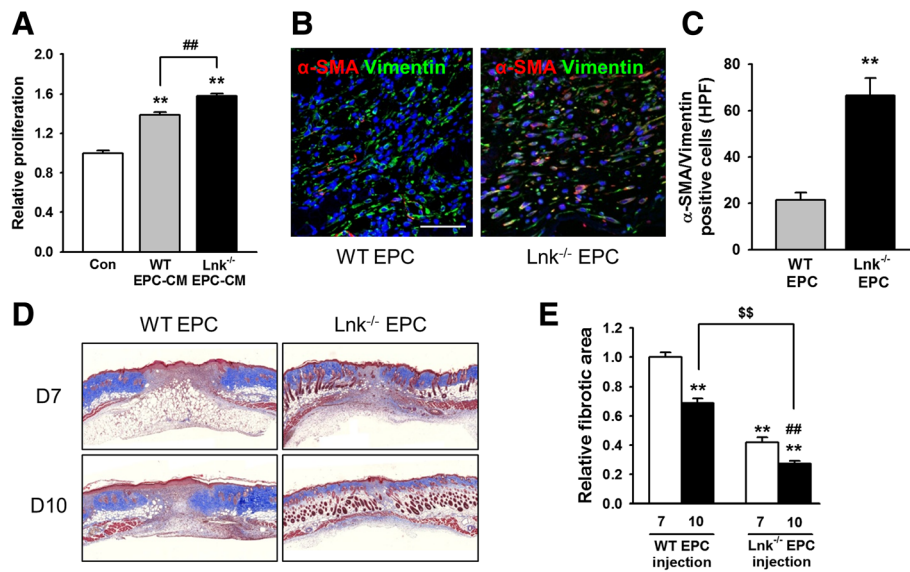 A
##
2.0
1.6
1.2
0.8
0.4
0.0
**
**
Relative proliferation
Con
WT
EPC-CM
Lnk-/-
EPC-CM
B
α-SMA Vimentin
α-SMA Vimentin
WT EPC
Lnk-/- EPC
C
**
80
60
40
20
0
α-SMA/Vimentin
positive cells (HPF)
WT
EPC
Lnk-/-
EPC
D
WT EPC
Lnk-/- EPC
D7
D10
E
$$
1.2
1.0
0.8
0.6
0.4
0.2
0.0
Relative fibrotic area
**
**
##
**
7 10 7 10
WT EPC
injection
Lnk-/- EPC
injection